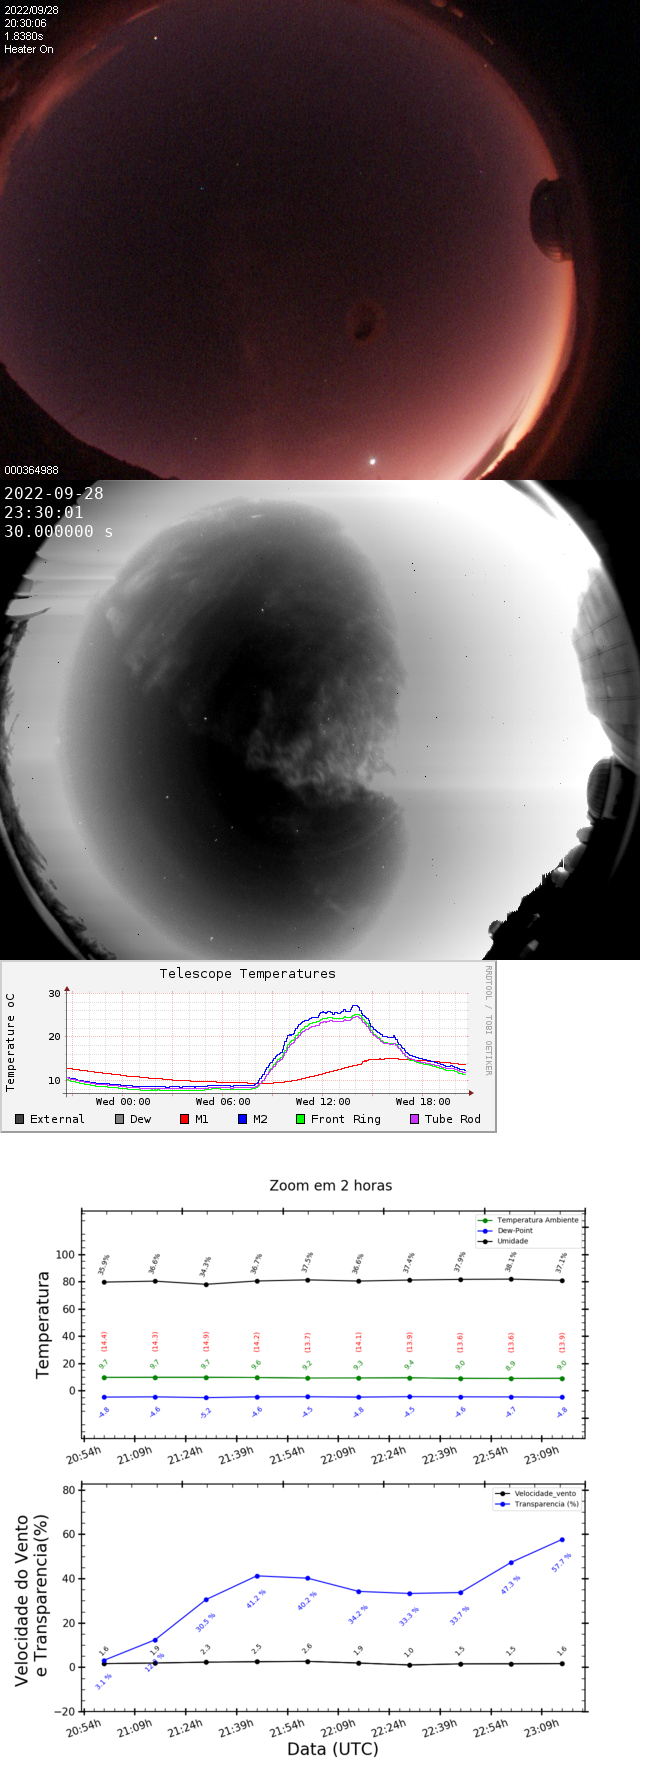 2022/09/28
20:30:06
1.8380s
Heater On
000364988
2022-09-28
23:30:01
30.000000 s
Telescope Temperatures
RRDTOOL / TOBI OETIKER
Temperature oC
30
20
10
Wed 00:00 Wed 06:00 Wed 12:00 Wed 18:00
External Dew M1 M2 Front Ring Tube Rod
Zoom em 2 horas
Temperatura Ambiente
Dew-Point
Umidade
Temperatura
100
80
60
40
20
0
35.9% 36.6% 34.3% 36.7% 37.5% 36.6% 37.4% 37.9% 38.1% 37.1%
(14.4) (14.3) (14.9) (14.2) (13.7) (14.1) (13.9) (13.6) (13.6) (13.9)
9.7 9.7 9.7 9.6 9.2 9.3 9.4 9.0 8.9 9.0
-4.8 -4.6 -5.2 -4.6 -4.5 -4.8 -4.5 -4.6 -4.7 -4.8
20:54h 21:09h 21:24h 21:39h 21:54h 22:09h 22:24h 22:39h 22:54h 23:09h
Velocidade_vento
Transparencia (%)
Velocidade do Vento
e Transparencia(%)
80
60
40
20
0
−20
1.6 1.9 2.3 2.5 2.6 1.9 1.0 1.5 1.5 1.6
3.1 % 30.5 % 41.2 % 40.2 % 34.2 % 33.3 % 33.7 % 47.3 % 57.7 %
20:54h 21:09h 21:24h 21:39h 21:54h 22:09h 22:24h 22:39h 22:54h 23:09h
Data (UTC)